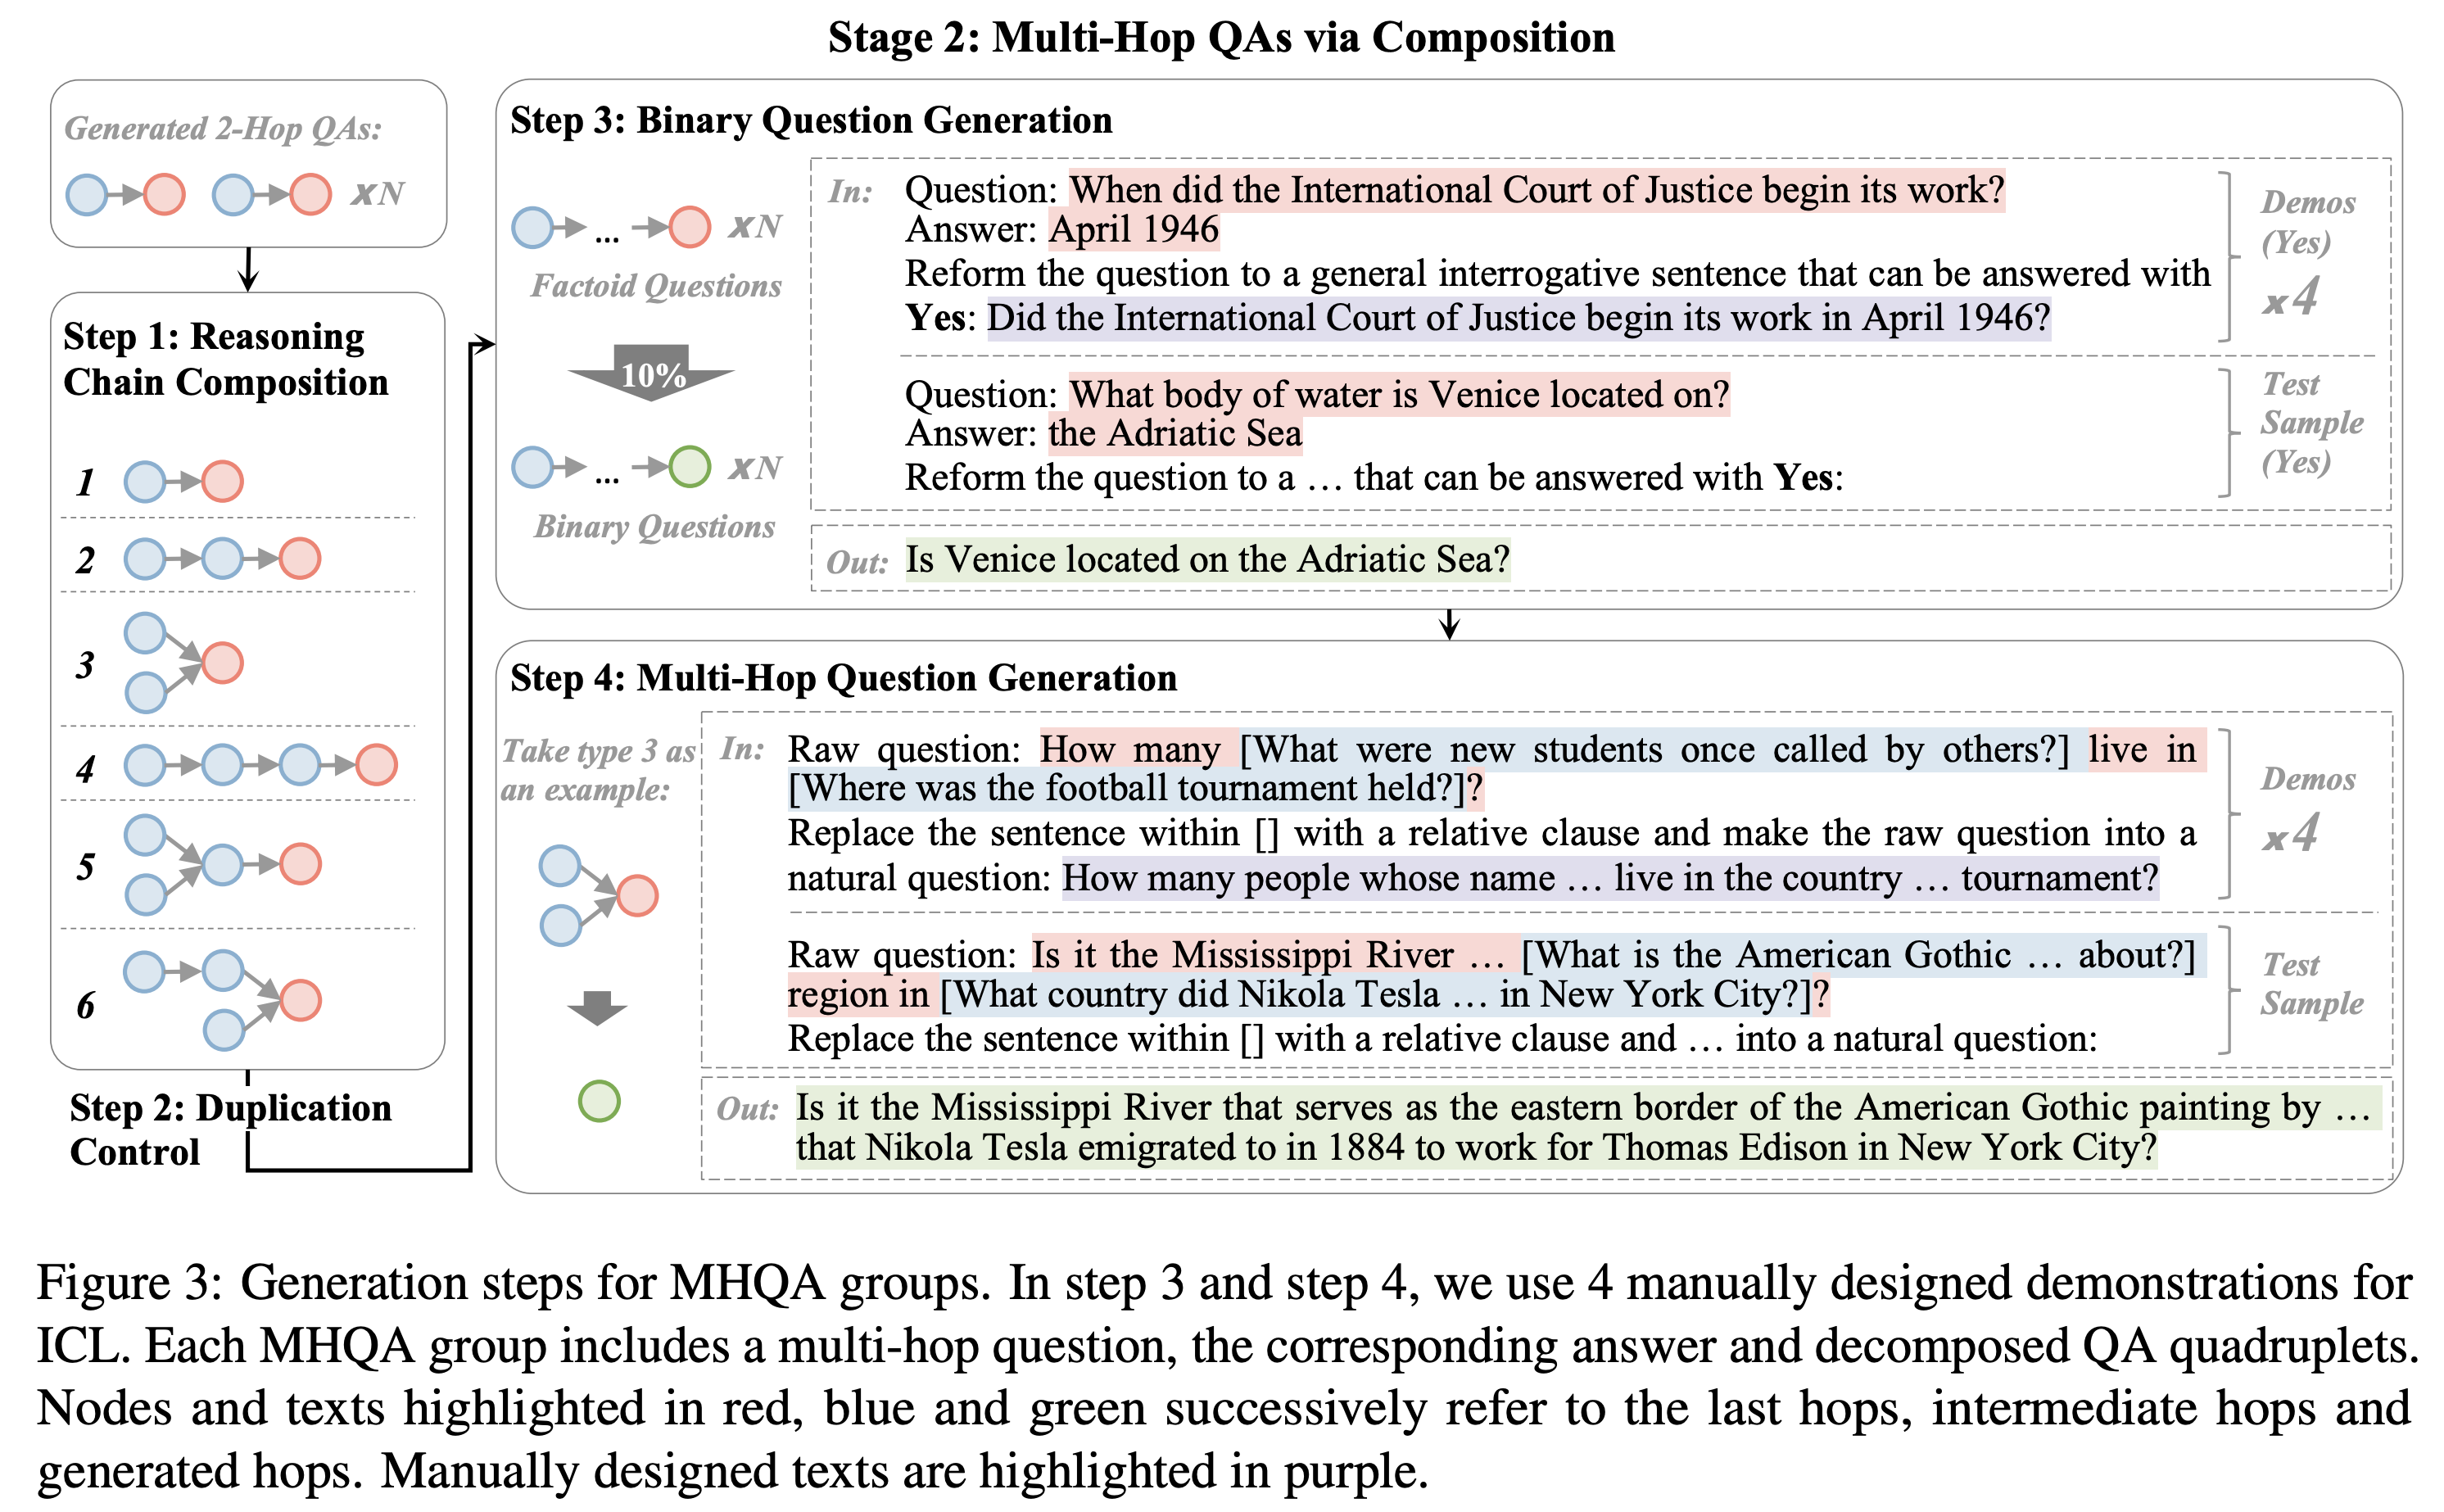 Stage 2: Multi-Hop QAs via Composition
Generated 2-Hop QAs:
xN
Step 1: Reasoning
Chain Composition
1
2
3
4
5
6
Step 2: Duplication
Control
Step 3: Binary Question Generation
... xN
Factoid Questions
10%
... xN
Binary Questions
In:
Question: When did the International Court of Justice begin its work?
Answer: April 1946
Reform the question to a general interrogative sentence that can be answered with
Yes: Did the International Court of Justice begin its work in April 1946?
Demos
(Yes)
x4
Question: What body of water is Venice located on?
Answer: the Adriatic Sea
Reform the question to a … that can be answered with Yes:
Test
Sample
(Yes)
Out: Is Venice located on the Adriatic Sea?
Step 4: Multi-Hop Question Generation
Take type 3 as
an example:
In:
Raw question: How many [What were new students once called by others?] live in
[Where was the football tournament held?]?
Replace the sentence within [] with a relative clause and make the raw question into a
natural question: How many people whose name … live in the country … tournament?
Demos
x4
Raw question: Is it the Mississippi River … [What is the American Gothic … about?]
region in [What country did Nikola Tesla … in New York City?]?
Replace the sentence within [] with a relative clause and … into a natural question:
Test
Sample
Out: Is it the Mississippi River that serves as the eastern border of the American Gothic painting by …
that Nikola Tesla emigrated to in 1884 to work for Thomas Edison in New York City?
Figure 3: Generation steps for MHQA groups. In step 3 and step 4, we use 4 manually designed demonstrations for
ICL. Each MHQA group includes a multi-hop question, the corresponding answer and decomposed QA quadruplets.
Nodes and texts highlighted in red, blue and green successively refer to the last hops, intermediate hops and
generated hops. Manually designed texts are highlighted in purple.